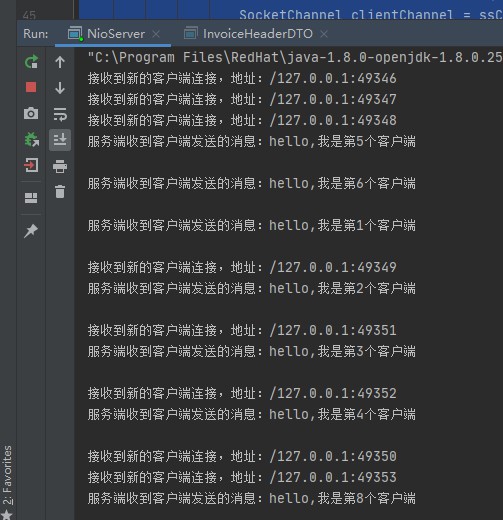 45
SocketChannel clientChannel = ssC
Run:
NioServer
InvoiceHeaderDTO
"C:\Program Files\RedHat\java-1.8.0-openjdk-1.8.0.25
接收到新的客户端连接，地址：/127.0.0.1:49346
接收到新的客户端连接，地址：/127.0.0.1:49347
接收到新的客户端连接，地址：/127.0.0.1:49348
服务端收到客户端发送的消息：hello,我是第5个客户端
服务端收到客户端发送的消息：hello,我是第6个客户端
服务端收到客户端发送的消息：hello,我是第1个客户端
接收到新的客户端连接，地址：/127.0.0.1:49349
服务端收到客户端发送的消息：hello,我是第2个客户端
接收到新的客户端连接，地址：/127.0.0.1:49351
服务端收到客户端发送的消息：hello,我是第3个客户端
接收到新的客户端连接，地址：/127.0.0.1:49352
服务端收到客户端发送的消息：hello,我是第4个客户端
接收到新的客户端连接，地址：/127.0.0.1:49350
接收到新的客户端连接，地址：/127.0.0.1:49353
服务端收到客户端发送的消息：hello,我是第8个客户端
2: Favorites